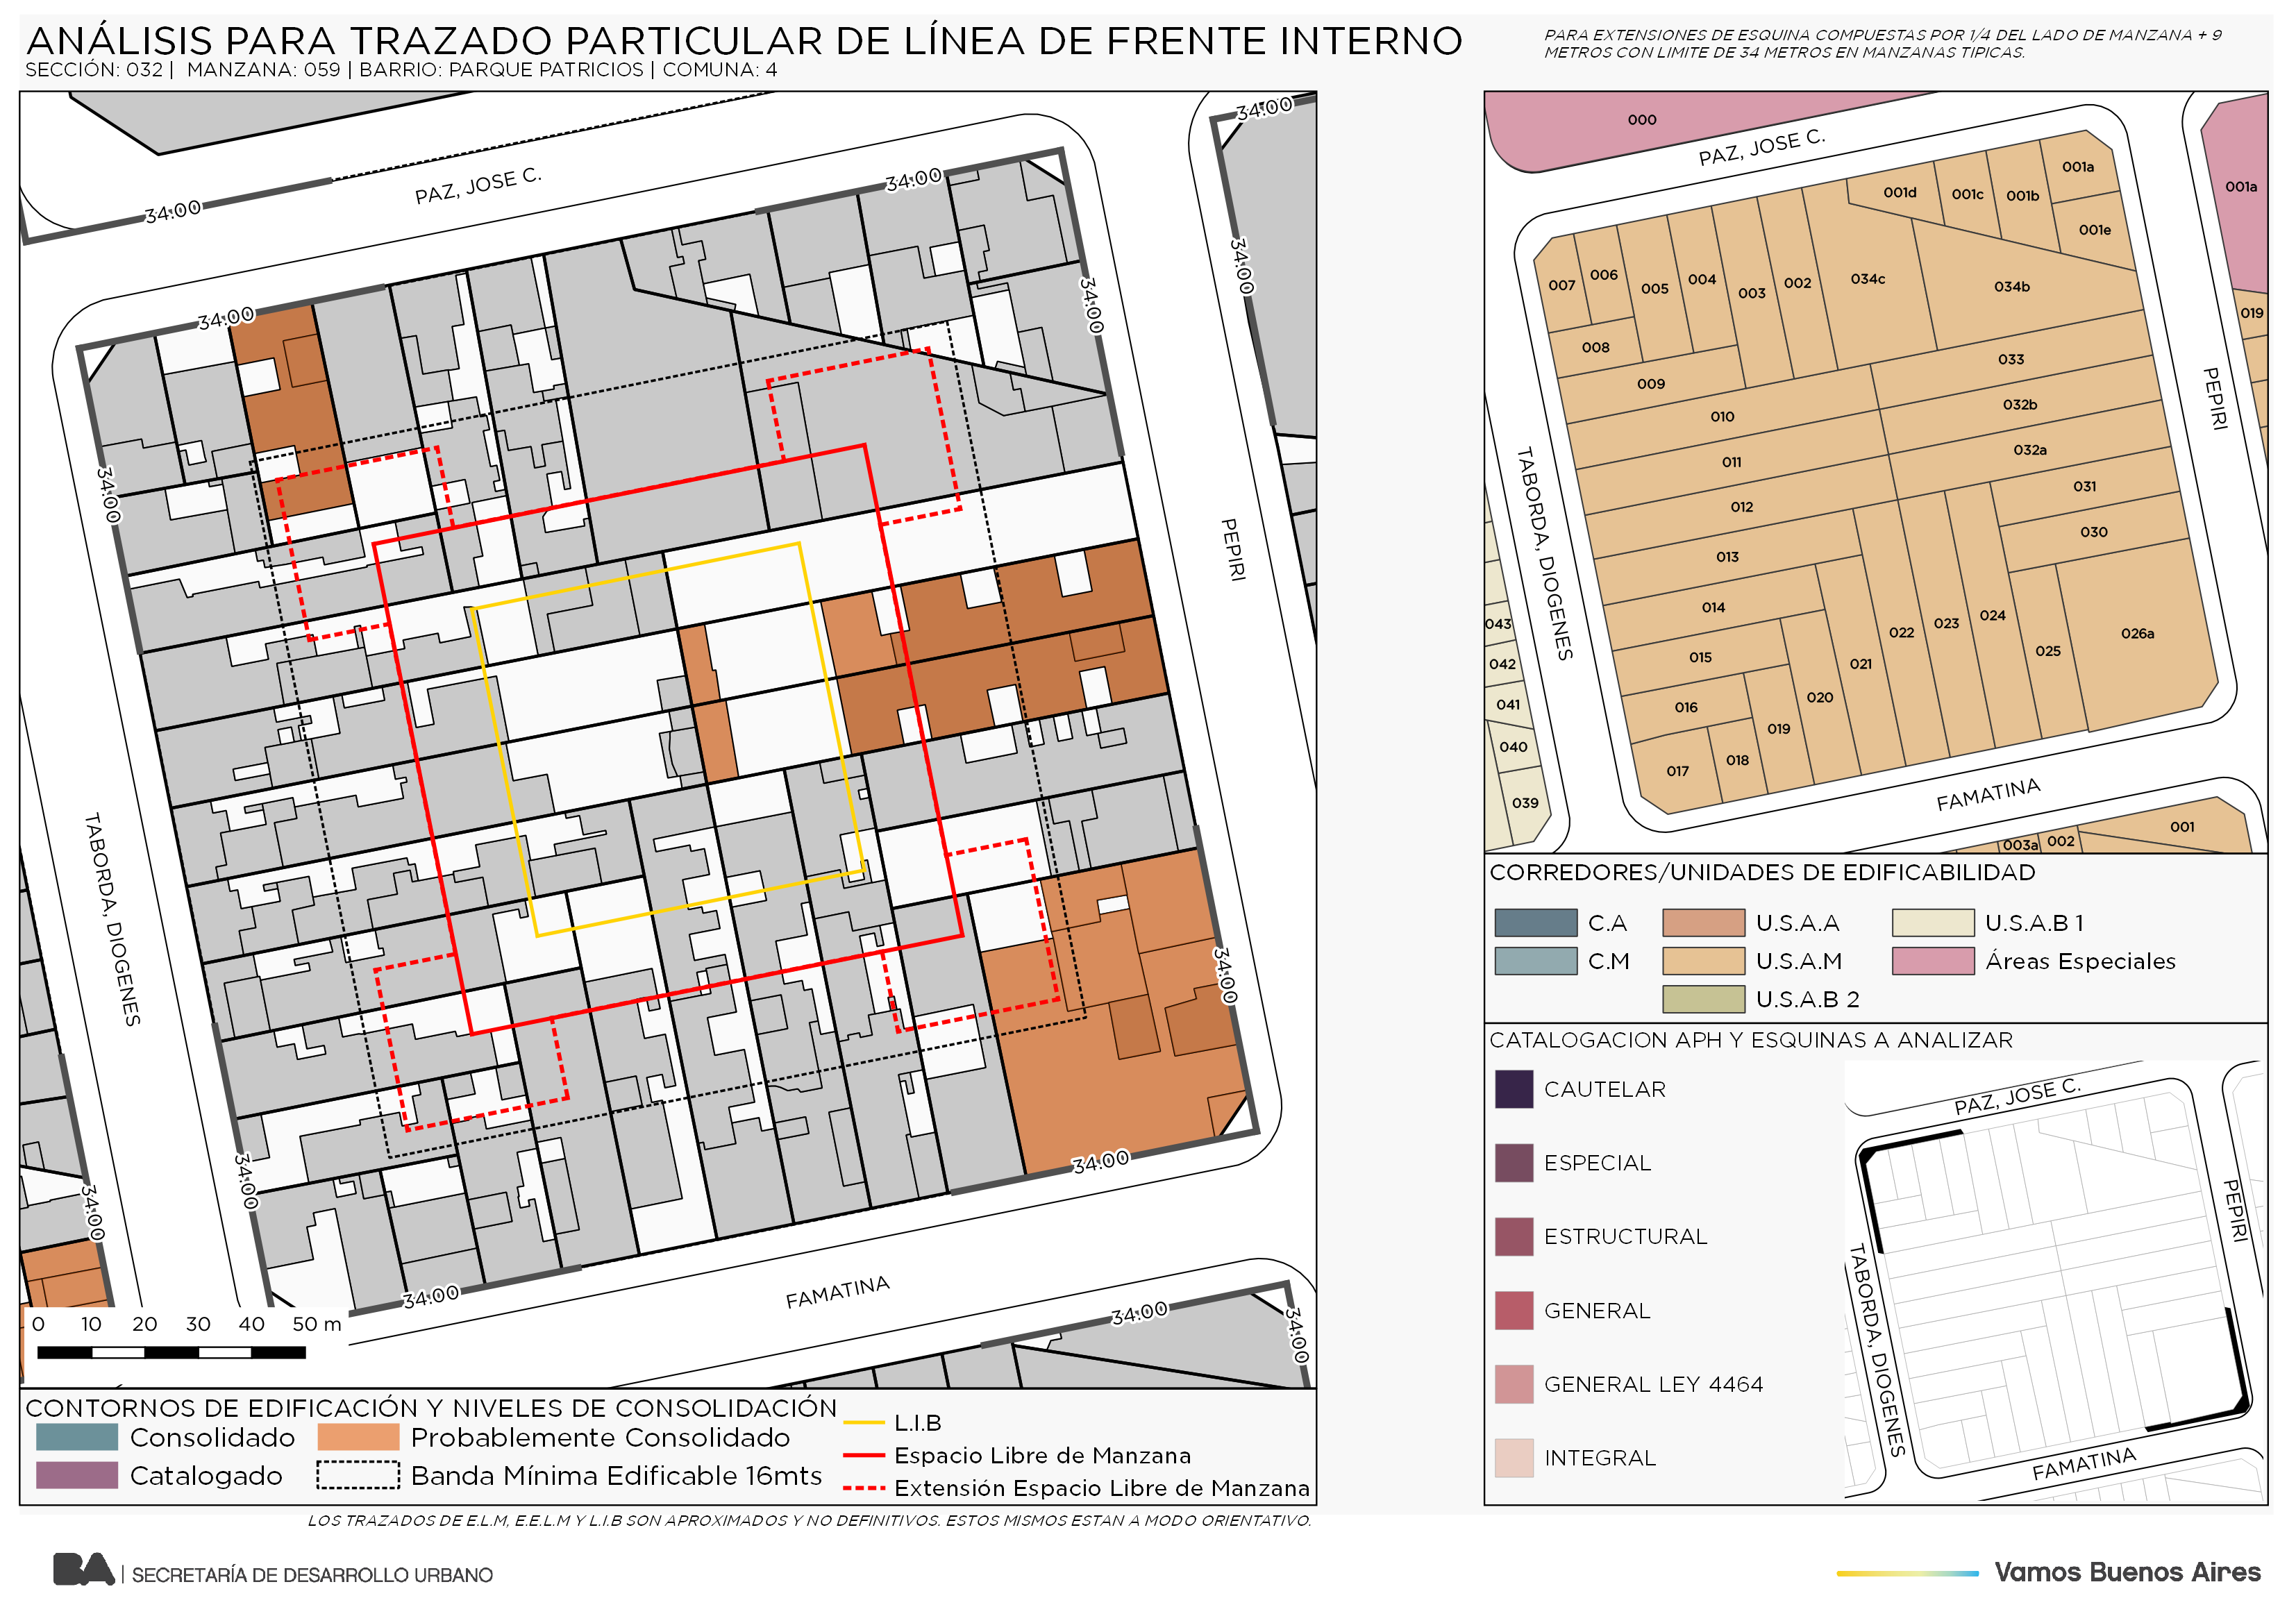 ANÁLISIS PARA TRAZADO PARTICULAR DE LÍNEA DE FRENTE INTERNO
SECCIÓN: 032 | MANZANA: 059 | BARRIO: PARQUE PATRICIOS | COMUNA: 4
PARA EXTENSIONES DE ESQUINA COMPUESTAS POR 1/4 DEL LADO DE MANZANA + 9
METROS CON LIMITE DE 34 METROS EN MANZANAS TIPICAS.
34:00
34:00
PAZ, JOSE C.
34:00
34:00
34:00
34:00
34:00
PEPIRI
TABORDA, DIOGENES
34:00
34:00
34:00
34:00
34:00
FAMATINA
34:00
34:00
0 10 20 30 40 50 m
CONTORNOS DE EDIFICACIÓN Y NIVELES DE CONSOLIDACIÓN
Consolidado
Probablemente Consolidado
Catalogado
Banda Mínima Edificable 16mts
L.I.B
Espacio Libre de Manzana
Extensión Espacio Libre de Manzana
LOS TRAZADOS DE E.L.M, E.E.L.M Y L.I.B SON APROXIMADOS Y NO DEFINITIVOS. ESTOS MISMOS ESTAN A MODO ORIENTATIVO.
000
PAZ, JOSE C.
001a
001d
001c
001b
001a
001e
007
006
005
004
003
002
034c
034b
019
008
009
033
010
032b
011
032a
012
031
013
030
014
043
015
042
016
041
017
018
019
020
021
022
023
024
025
026a
040
039
PEPIRI
TABORDA, DIOGENES
FAMATINA
003a
002
001
CORREDORES/UNIDADES DE EDIFICABILIDAD
C.A
U.S.A.A
U.S.A.B 1
C.M
U.S.A.M
Áreas Especiales
U.S.A.B 2
CATALOGACION APH Y ESQUINAS A ANALIZAR
CAUTELAR
ESPECIAL
ESTRUCTURAL
GENERAL
GENERAL LEY 4464
INTEGRAL
PAZ, JOSE C.
PEPIRI
TABORDA, DIOGENES
FAMATINA
BA | SECRETARÍA DE DESARROLLO URBANO
Vamos Buenos Aires